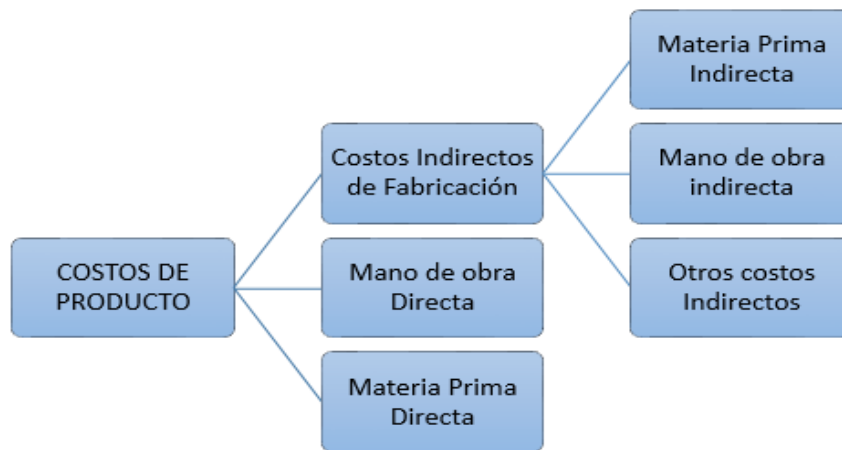 COSTOS DE
PRODUCTO
Costos Indirectos
de Fabricación
Mano de obra
Directa
Materia Prima
Directa
Materia Prima
Indirecta
Mano de obra
indirecta
Otros costos
Indirectos